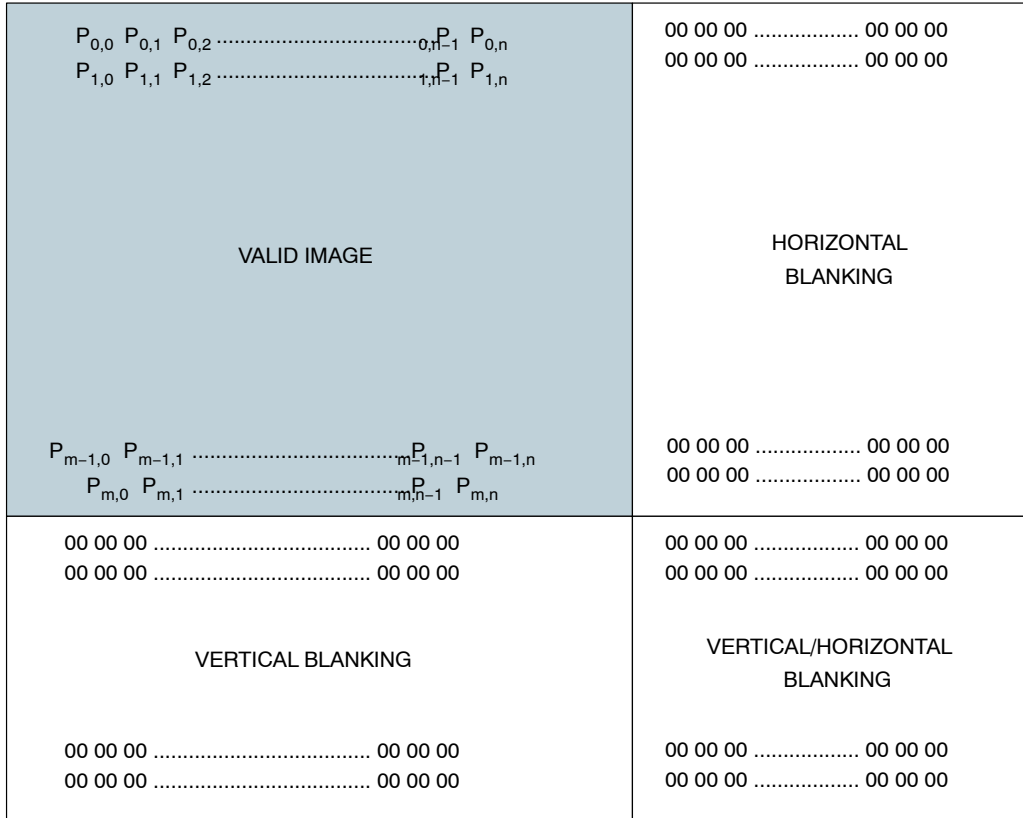 P0,0 P0,1 P0,2 ..................................... P0,n−1 P0,n
P1,0 P1,1 P1,2 ..................................... P1,n−1 P1,n
VALID IMAGE
Pm−1,0 Pm−1,1 ..................................... Pm−1,n−1 Pm−1,n
Pm,0 Pm,1 ..................................... Pm,n−1 Pm,n
00 00 00 .................. 00 00 00
00 00 00 .................. 00 00 00
HORIZONTAL
BLANKING
00 00 00 .................. 00 00 00
00 00 00 .................. 00 00 00
00 00 00 ..................................... 00 00 00
00 00 00 ..................................... 00 00 00
VERTICAL BLANKING
00 00 00 ..................................... 00 00 00
00 00 00 ..................................... 00 00 00
00 00 00 .................. 00 00 00
00 00 00 .................. 00 00 00
VERTICAL/HORIZONTAL
BLANKING
00 00 00 .................. 00 00 00
00 00 00 .................. 00 00 00